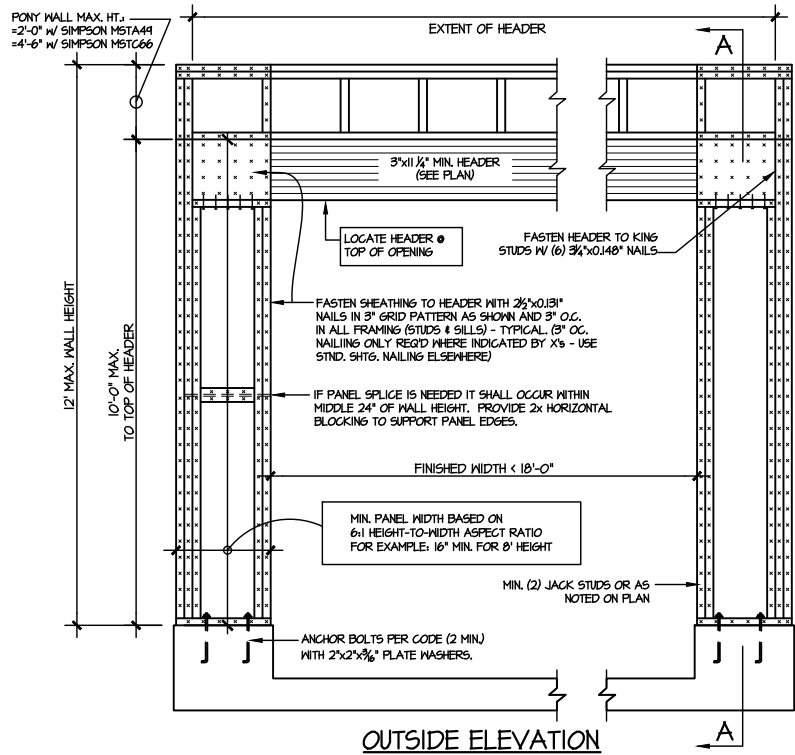 PONY WALL MAX. HT.:
=2'-0" W/ SIMPSON MSTA49
=4'-6" W/ SIMPSON MSTC66
EXTENT OF HEADER
A
3"x11 1/4" MIN. HEADER
(SEE PLAN)
LOCATE HEADER @
TOP OF OPENING
FASTEN HEADER TO KING
STUDS W/ (6) 3 1/4"x0.148" NAILS
FASTEN SHEATHING TO HEADER WITH 2 1/2"x0.131"
NAILS IN 3" GRID PATTERN AS SHOWN AND 3" O.C.
IN ALL FRAMING (STUDS & SILLS) - TYPICAL. (3" OC.
NAILIING ONLY REQ'D WHERE INDICATED BY X's - USE
STND. SHTG. NAILING ELSEWHERE)
12' MAX. WALL HEIGHT
10'-0" MAX.
TO TOP OF HEADER
IF PANEL SPLICE IS NEEDED IT SHALL OCCUR WITHIN
MIDDLE 24" OF WALL HEIGHT. PROVIDE 2x HORIZONTAL
BLOCKING TO SUPPORT PANEL EDGES.
FINISHED WIDTH < 18'-0"
MIN. PANEL WIDTH BASED ON
6:1 HEIGHT-TO-WIDTH ASPECT RATIO
FOR EXAMPLE: 16" MIN. FOR 8' HEIGHT
MIN. (2) JACK STUDS OR AS
NOTED ON PLAN
ANCHOR BOLTS PER CODE (2 MIN.)
WITH 2"x2"x3/16" PLATE WASHERS.
A
OUTSIDE ELEVATION